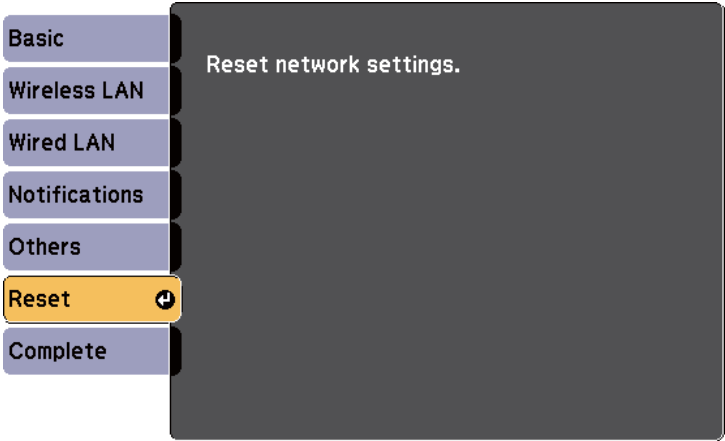 Basic
Wireless LAN
Wired LAN
Notifications
Others
Reset
Complete
Reset network settings.